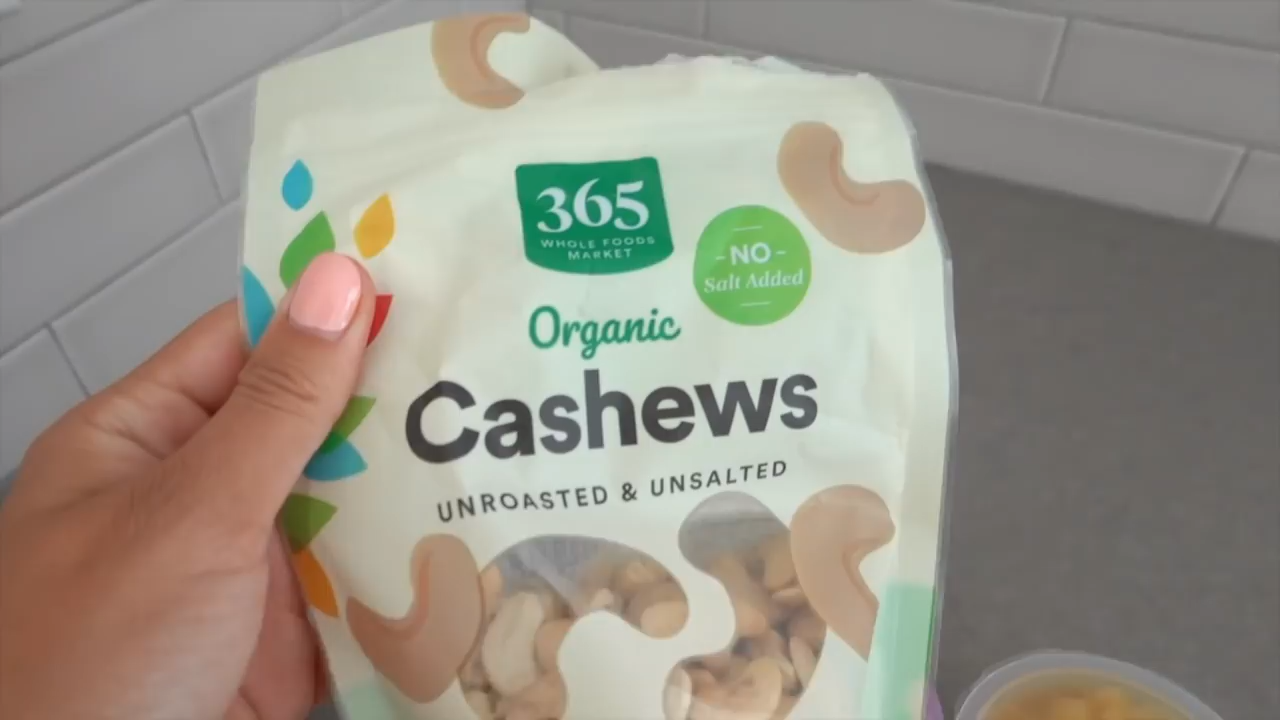 365
WHOLE FOODS
MARKET
-NO-
Salt Added
Organic
Cashews
UNROASTED & UNSALTED